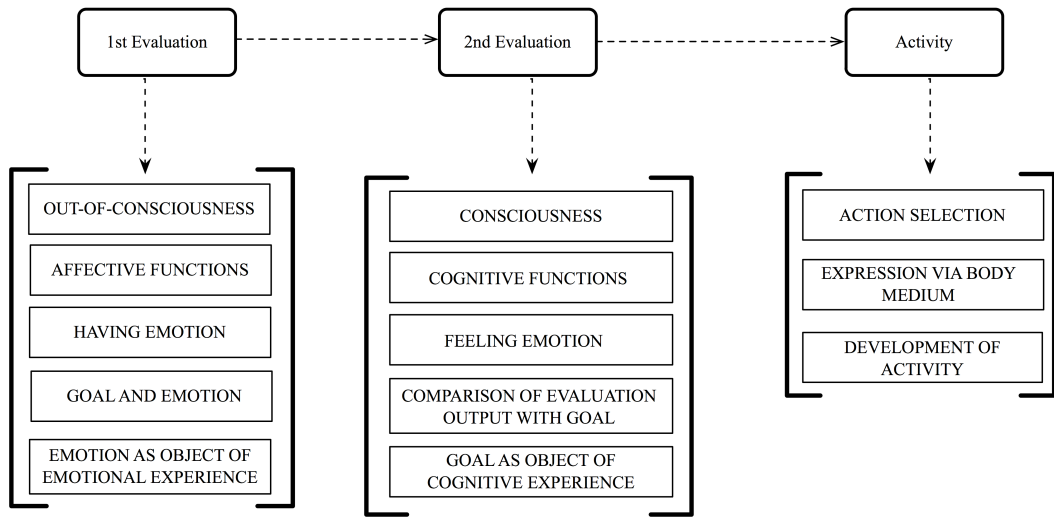 1st Evaluation
2nd Evaluation
Activity
OUT-OF-CONSCIOUSNESS
AFFECTIVE FUNCTIONS
HAVING EMOTION
GOAL AND EMOTION
EMOTION AS OBJECT OF
EMOTIONAL EXPERIENCE
CONSCIOUSNESS
COGNITIVE FUNCTIONS
FEELING EMOTION
COMPARISON OF EVALUATION
OUTPUT WITH GOAL
GOAL AS OBJECT OF
COGNITIVE EXPERIENCE
ACTION SELECTION
EXPRESSION VIA BODY
MEDIUM
DEVELOPMENT OF
ACTIVITY